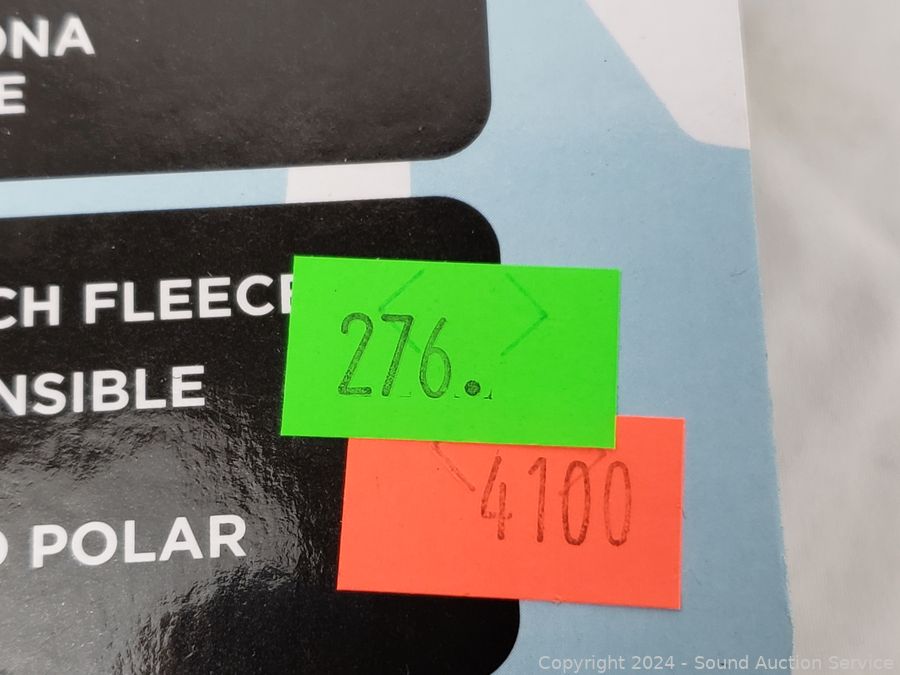 ONA
E
CH FLEECE
NSIBLE
276.
4100
POLAR
Copyright 2024 - Sound Auction Service